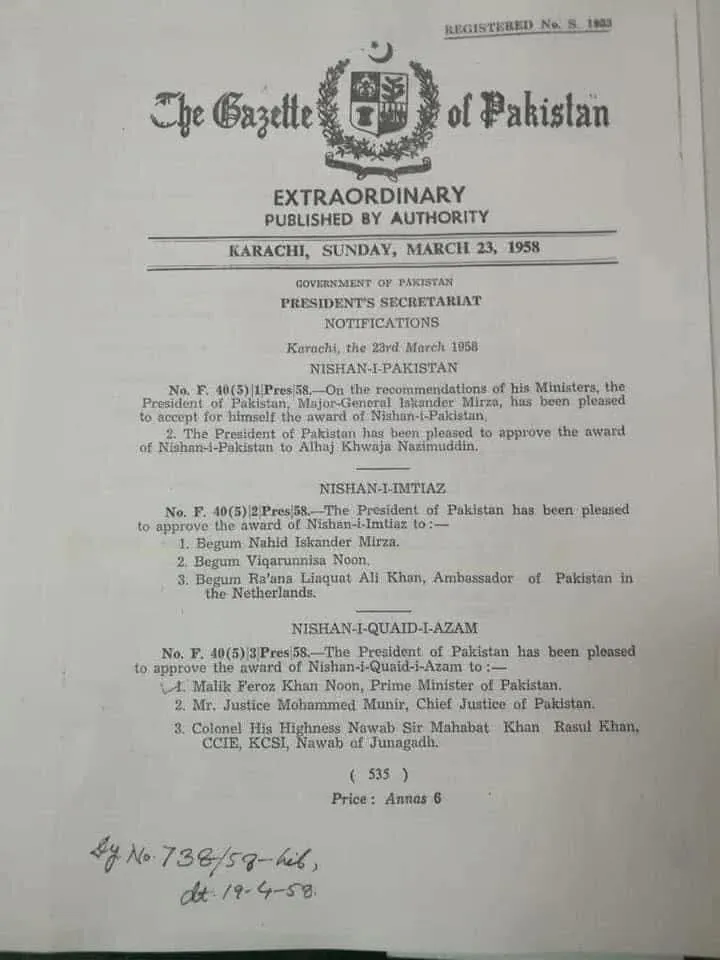 REGISTERED No. S. 1033
The Gazette of Pakistan
EXTRAORDINARY
PUBLISHED BY AUTHORITY
KARACHI, SUNDAY, MARCH 23, 1958
GOVERNMENT OF PAKISTAN
PRESIDENT'S SECRETARIAT
NOTIFICATIONS
Karachi, the 23rd March 1958
NISHAN-I-PAKISTAN
No. F. 40(5)|1|Pres|58.—On the recommendations of his Ministers, the
President of Pakistan, Major-General Iskander Mirza, has been pleased
to accept for himself the award of Nishan-i-Pakistan.
2. The President of Pakistan has been pleased to approve the award
of Nishan-i-Pakistan to Alhaj Khwaja Nazimuddin.
NISHAN-I-IMTIAZ
No. F. 40(5)|2|Pres|58.—The President of Pakistan has been pleased
to approve the award of Nishan-i-Imtiaz to :—
1. Begum Nahid Iskander Mirza.
2. Begum Viqarunnisa Noon.
3. Begum Ra'ana Liaquat Ali Khan, Ambassador of Pakistan in
the Netherlands.
NISHAN-I-QUAID-I-AZAM
No. F. 40(5)|3|Pres|58.—The President of Pakistan has been pleased
to approve the award of Nishan-i-Quaid-i-Azam to :—
1. Malik Feroz Khan Noon, Prime Minister of Pakistan.
2. Mr. Justice Mohammed Munir, Chief Justice of Pakistan.
3. Colonel His Highness Nawab Sir Mahabat Khan Rasul Khan,
CCIE, KCSI, Nawab of Junagadh.
( 535 )
Price : Annas 6
Dy No. 738/58-Lib,
dt. 19-4-58.